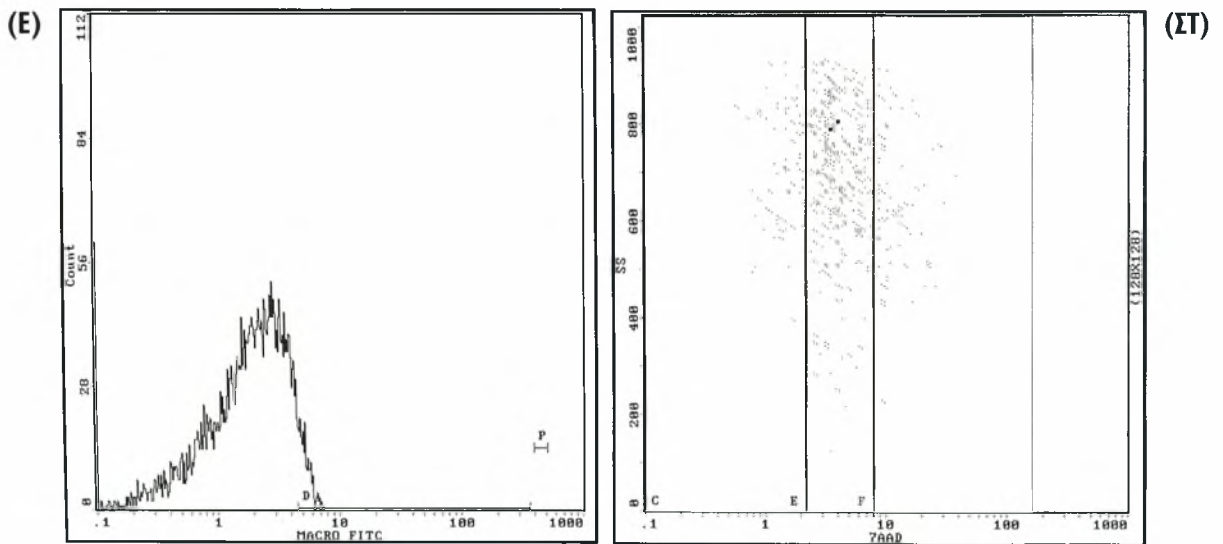 (Ε)
112
84
56
28
0
Count
P
D A
.1 1 10 100 1000
MACRO FITC
(ΣΤ)
1000
800
600
400
200
0
SS
C E F
.1 1 10 100 1000
7AAD
(128X128)